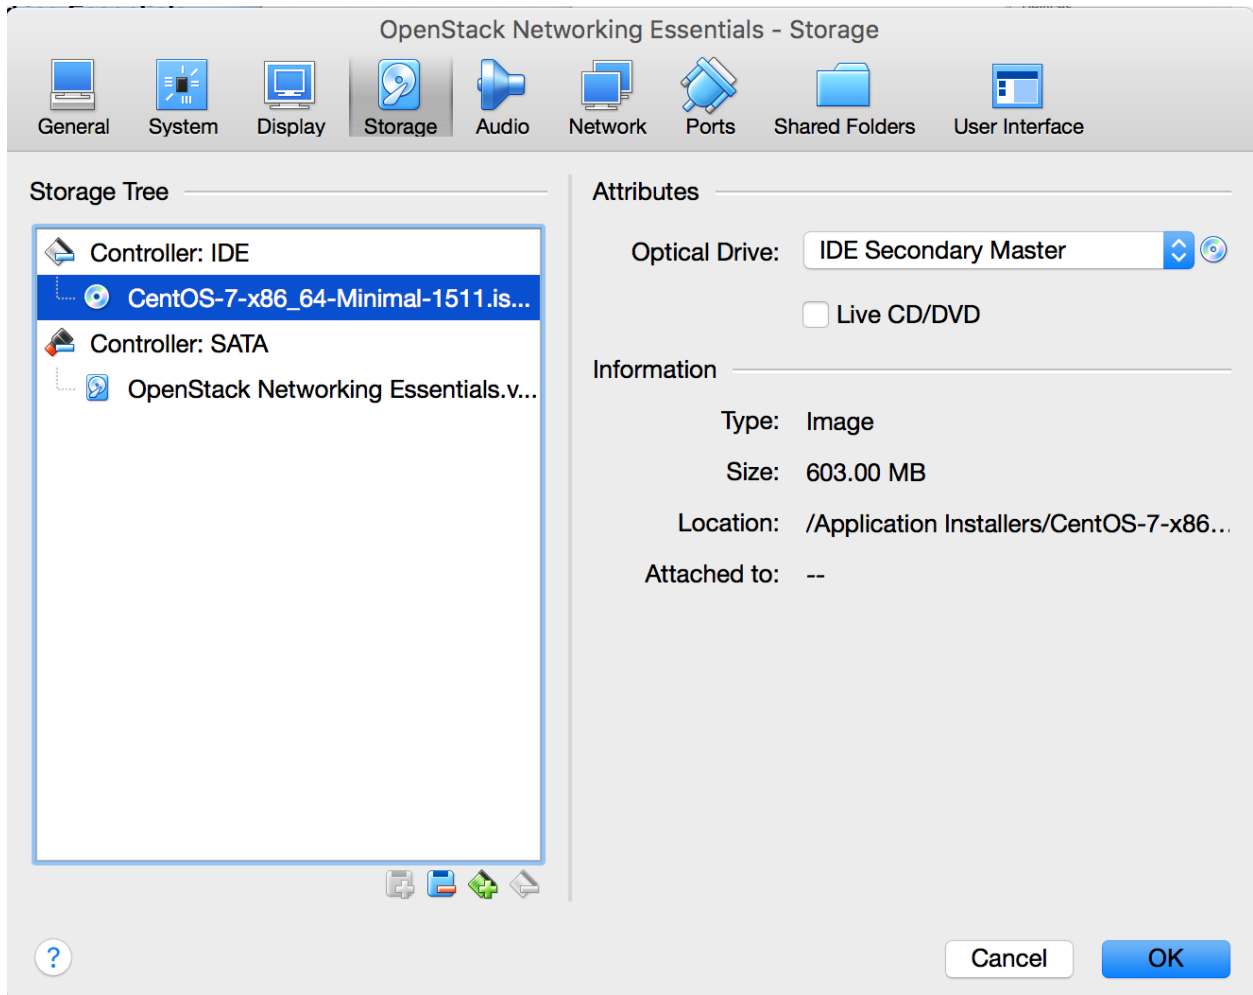 OpenStack Networking Essentials - Storage
General System Display Storage Audio Network Ports Shared Folders User Interface
Storage Tree
Controller: IDE
CentOS-7-x86_64-Minimal-1511.is...
Controller: SATA
OpenStack Networking Essentials.v...
Attributes
Optical Drive: IDE Secondary Master
Live CD/DVD
Information
Type: Image
Size: 603.00 MB
Location: /Application Installers/CentOS-7-x86...
Attached to: --
?
Cancel OK